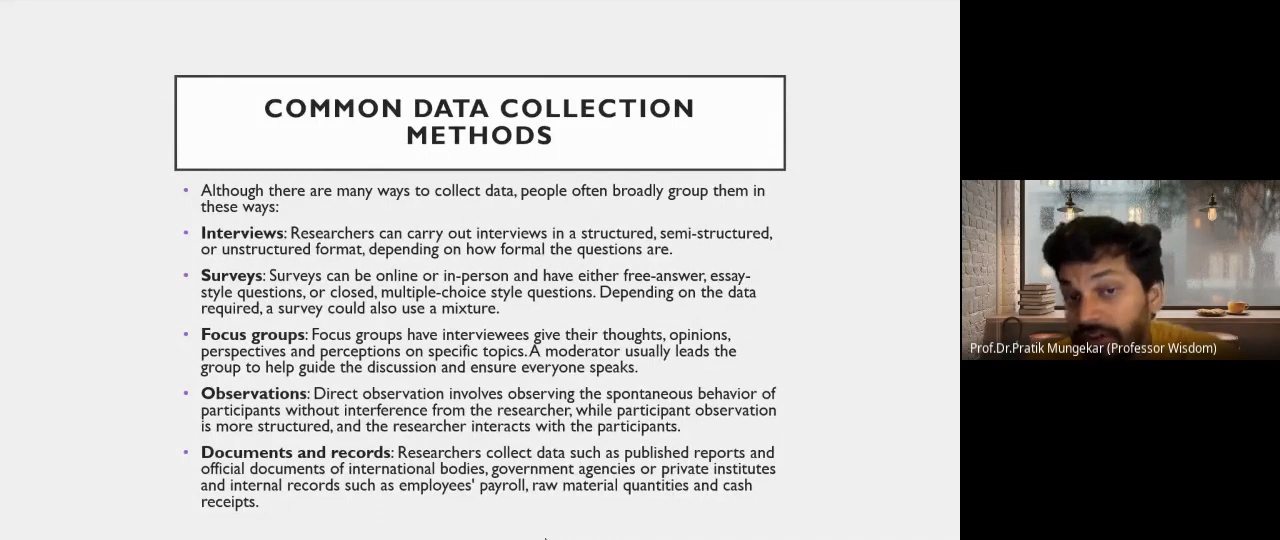 COMMON DATA COLLECTION
METHODS
• Although there are many ways to collect data, people often broadly group them in
these ways:
• Interviews: Researchers can carry out interviews in a structured, semi-structured,
or unstructured format, depending on how formal the questions are.
• Surveys: Surveys can be online or in-person and have either free-answer, essay-
style questions, or closed, multiple-choice style questions. Depending on the data
required, a survey could also use a mixture.
• Focus groups: Focus groups have interviewees give their thoughts, opinions,
perspectives and perceptions on specific topics. A moderator usually leads the
group to help guide the discussion and ensure everyone speaks.
• Observations: Direct observation involves observing the spontaneous behavior of
participants without interference from the researcher, while participant observation
is more structured, and the researcher interacts with the participants.
• Documents and records: Researchers collect data such as published reports and
official documents of international bodies, government agencies or private institutes
and internal records such as employees' payroll, raw material quantities and cash
receipts.
Prof.Dr.Pratik Mungekar (Professor Wisdom)